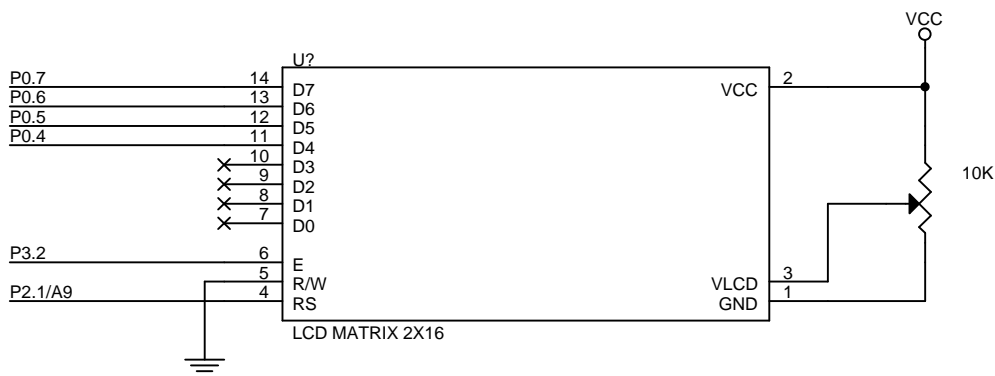 VCC
U?
P0.7 14 D7 VCC 2
P0.6 13 D6
P0.5 12 D5
P0.4 11 D4
10 D3
9 D2
8 D1
7 D0
10K
P3.2 6 E
5 R/W VLCD 3
P2.1/A9 4 RS GND 1
LCD MATRIX 2X16